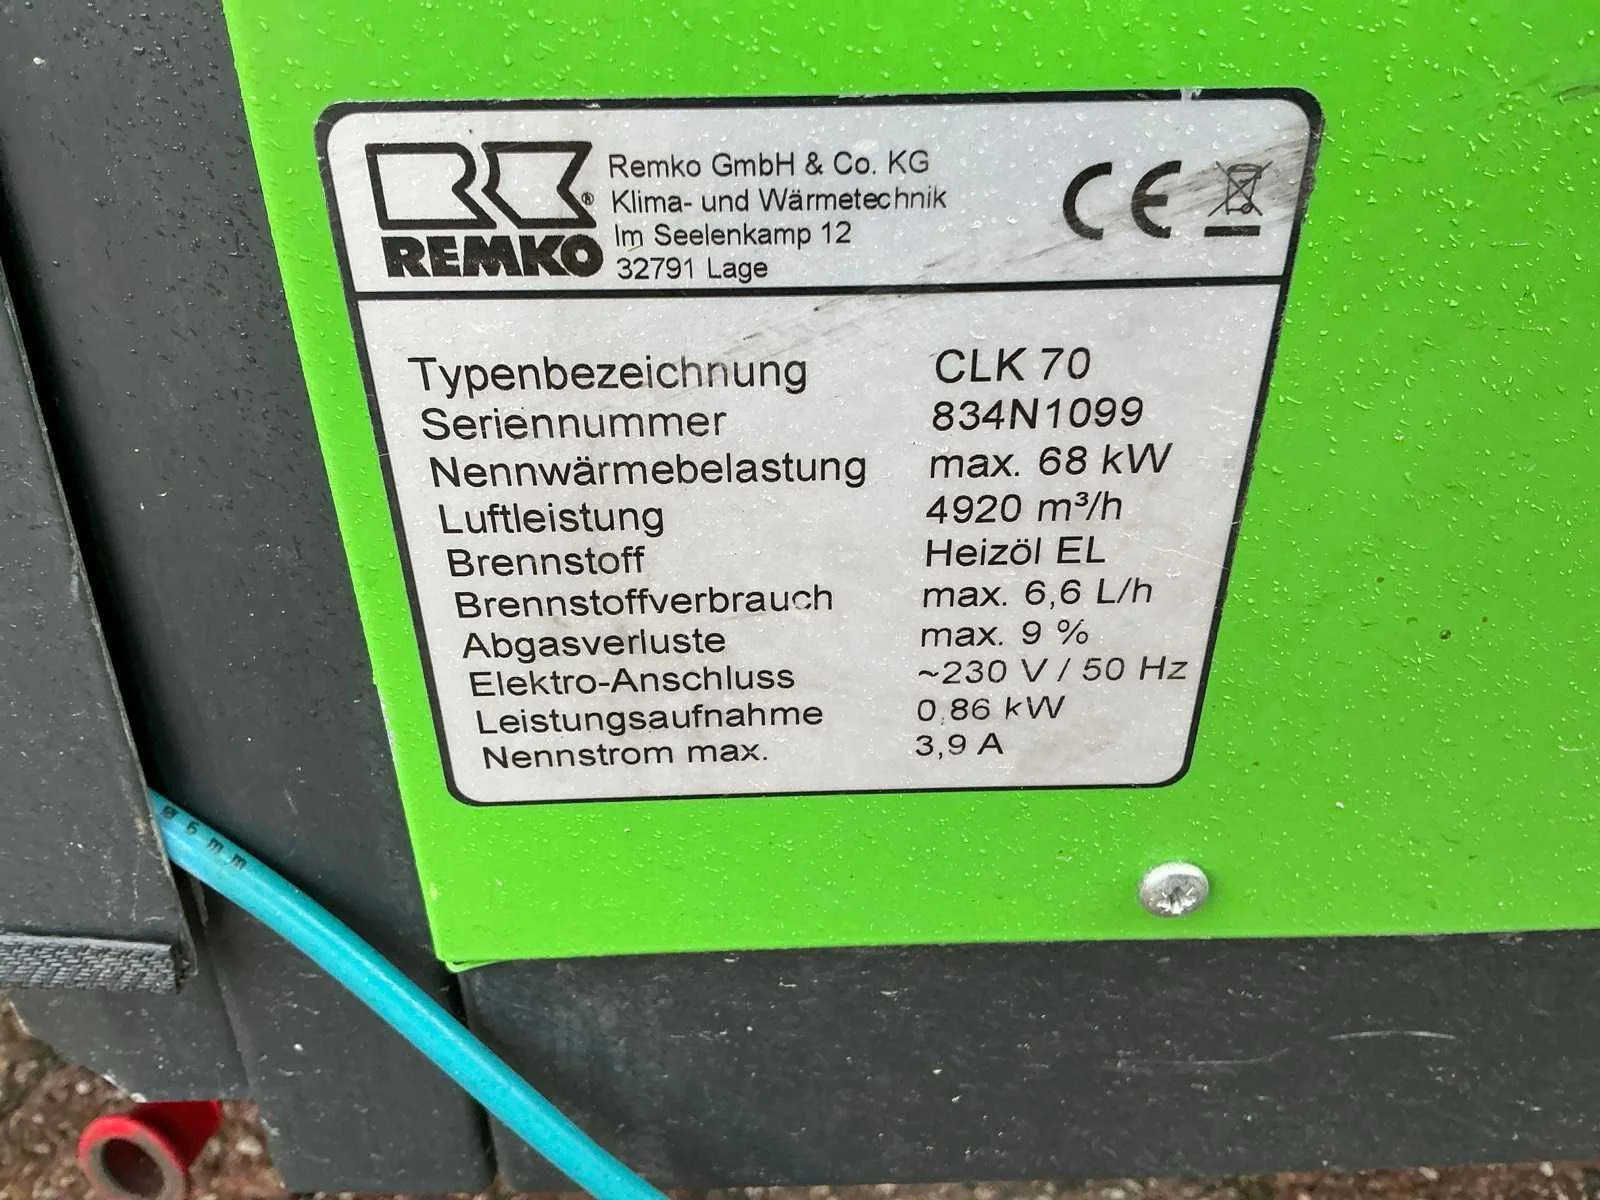 REMKO
Remko GmbH & Co. KG
Klima- und Wärmetechnik
Im Seelenkamp 12
32791 Lage
CE
Typenbezeichnung CLK 70
Seriennummer 834N1099
Nennwärmebelastung max. 68 kW
Luftleistung 4920 m³/h
Brennstoff Heizöl EL
Brennstoffverbrauch max. 6,6 L/h
Abgasverluste max. 9 %
Elektro-Anschluss ~230 V / 50 Hz
Leistungsaufnahme 0,86 kW
Nennstrom max. 3,9 A
ø 6 mm